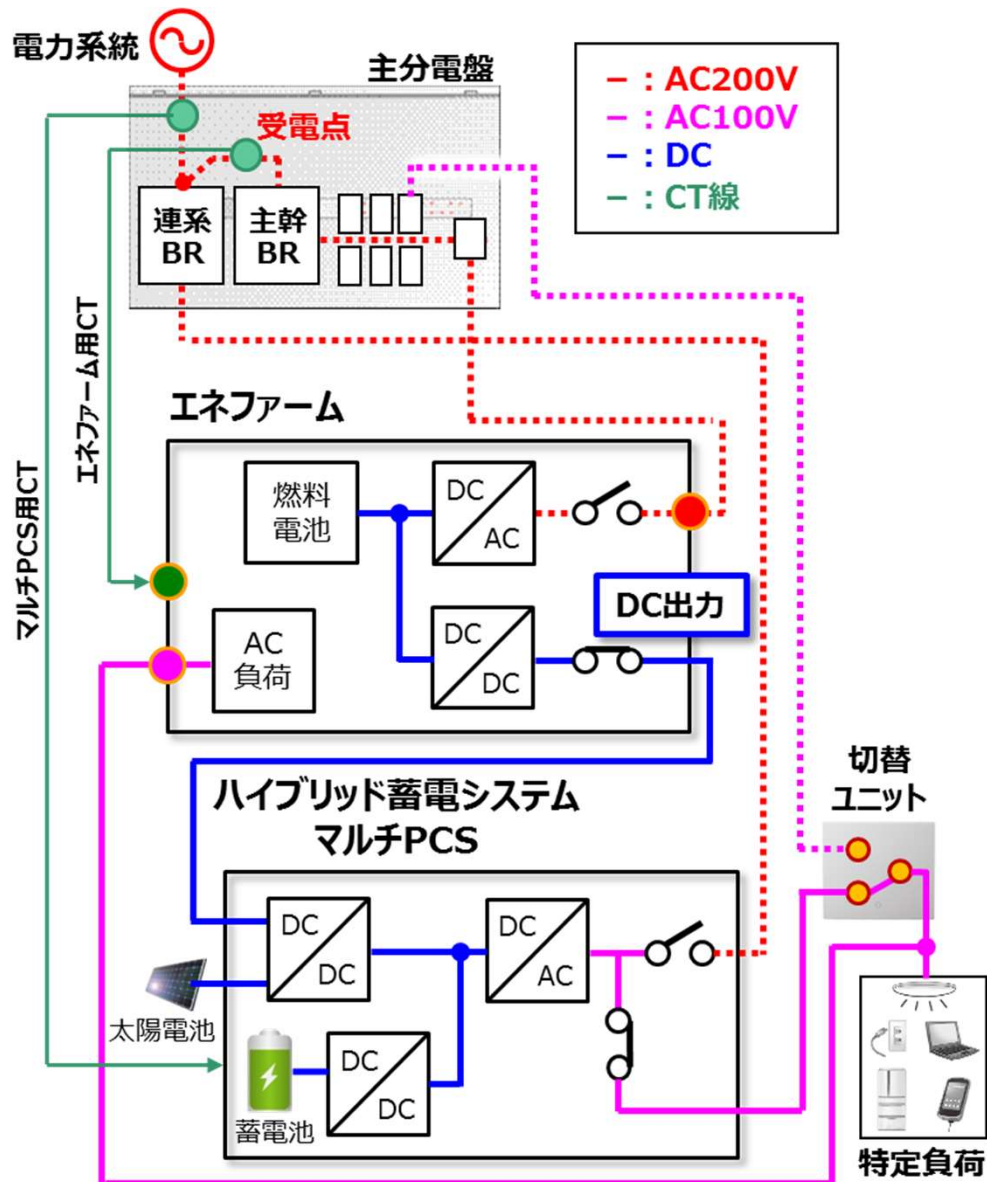 電力系統
主分電盤
受電点
連系
BR
主幹
BR
－：AC200V
－：AC100V
－：DC
－：CT線
マルチPCS用CT
エネファーム用CT
エネファーム
燃料
電池
DC
AC
DC出力
AC
負荷
DC
DC
ハイブリッド蓄電システム
マルチPCS
切替
ユニット
DC
DC
DC
AC
太陽電池
DC
DC
蓄電池
特定負荷